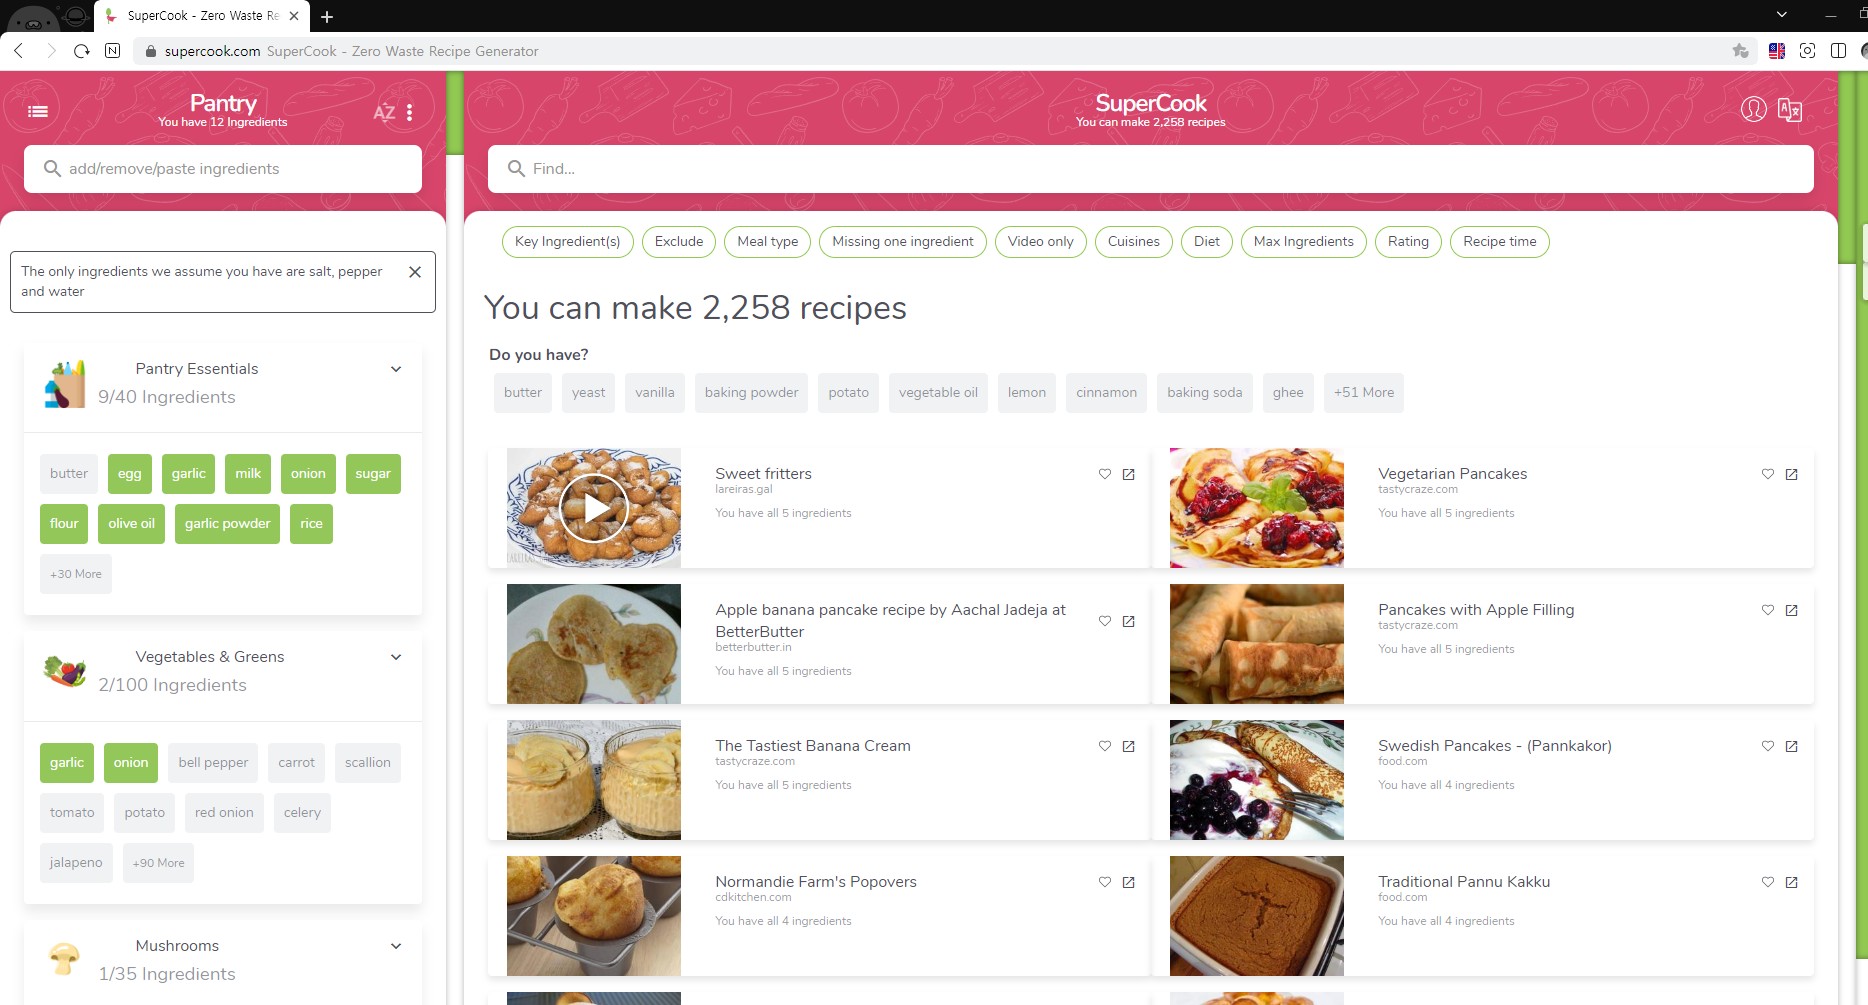 SuperCook - Zero Waste Re
supercook.com SuperCook - Zero Waste Recipe Generator
Pantry
You have 12 Ingredients
AZ
add/remove/paste ingredients
The only ingredients we assume you have are salt, pepper
and water
Pantry Essentials
9/40 Ingredients
butter egg garlic milk onion sugar
flour olive oil garlic powder rice
+30 More
Vegetables & Greens
2/100 Ingredients
garlic onion bell pepper carrot scallion
tomato potato red onion celery
jalapeno +90 More
Mushrooms
1/35 Ingredients
SuperCook
You can make 2,258 recipes
Find...
Key Ingredient(s) Exclude Meal type Missing one ingredient Video only Cuisines Diet Max Ingredients Rating Recipe time
You can make 2,258 recipes
Do you have?
butter yeast vanilla baking powder potato vegetable oil lemon cinnamon baking soda ghee +51 More
Sweet fritters
lareiras.gal
You have all 5 ingredients
Vegetarian Pancakes
tastycraze.com
You have all 5 ingredients
Apple banana pancake recipe by Aachal Jadeja at
BetterButter
betterbutter.in
You have all 5 ingredients
Pancakes with Apple Filling
tastycraze.com
You have all 5 ingredients
The Tastiest Banana Cream
tastycraze.com
You have all 5 ingredients
Swedish Pancakes - (Pannkakor)
food.com
You have all 4 ingredients
Normandie Farm's Popovers
cdkitchen.com
You have all 4 ingredients
Traditional Pannu Kakku
food.com
You have all 4 ingredients